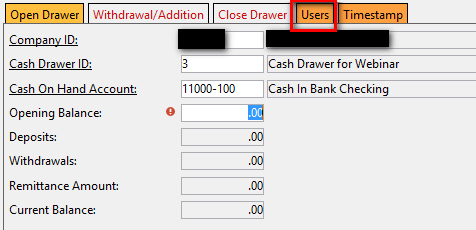 Open Drawer Withdrawal/Addition Close Drawer Users Timestamp
Company ID:
Cash Drawer ID: 3 Cash Drawer for Webinar
Cash On Hand Account: 11000-100 Cash In Bank Checking
Opening Balance: .00
Deposits: .00
Withdrawals: .00
Remittance Amount: .00
Current Balance: .00